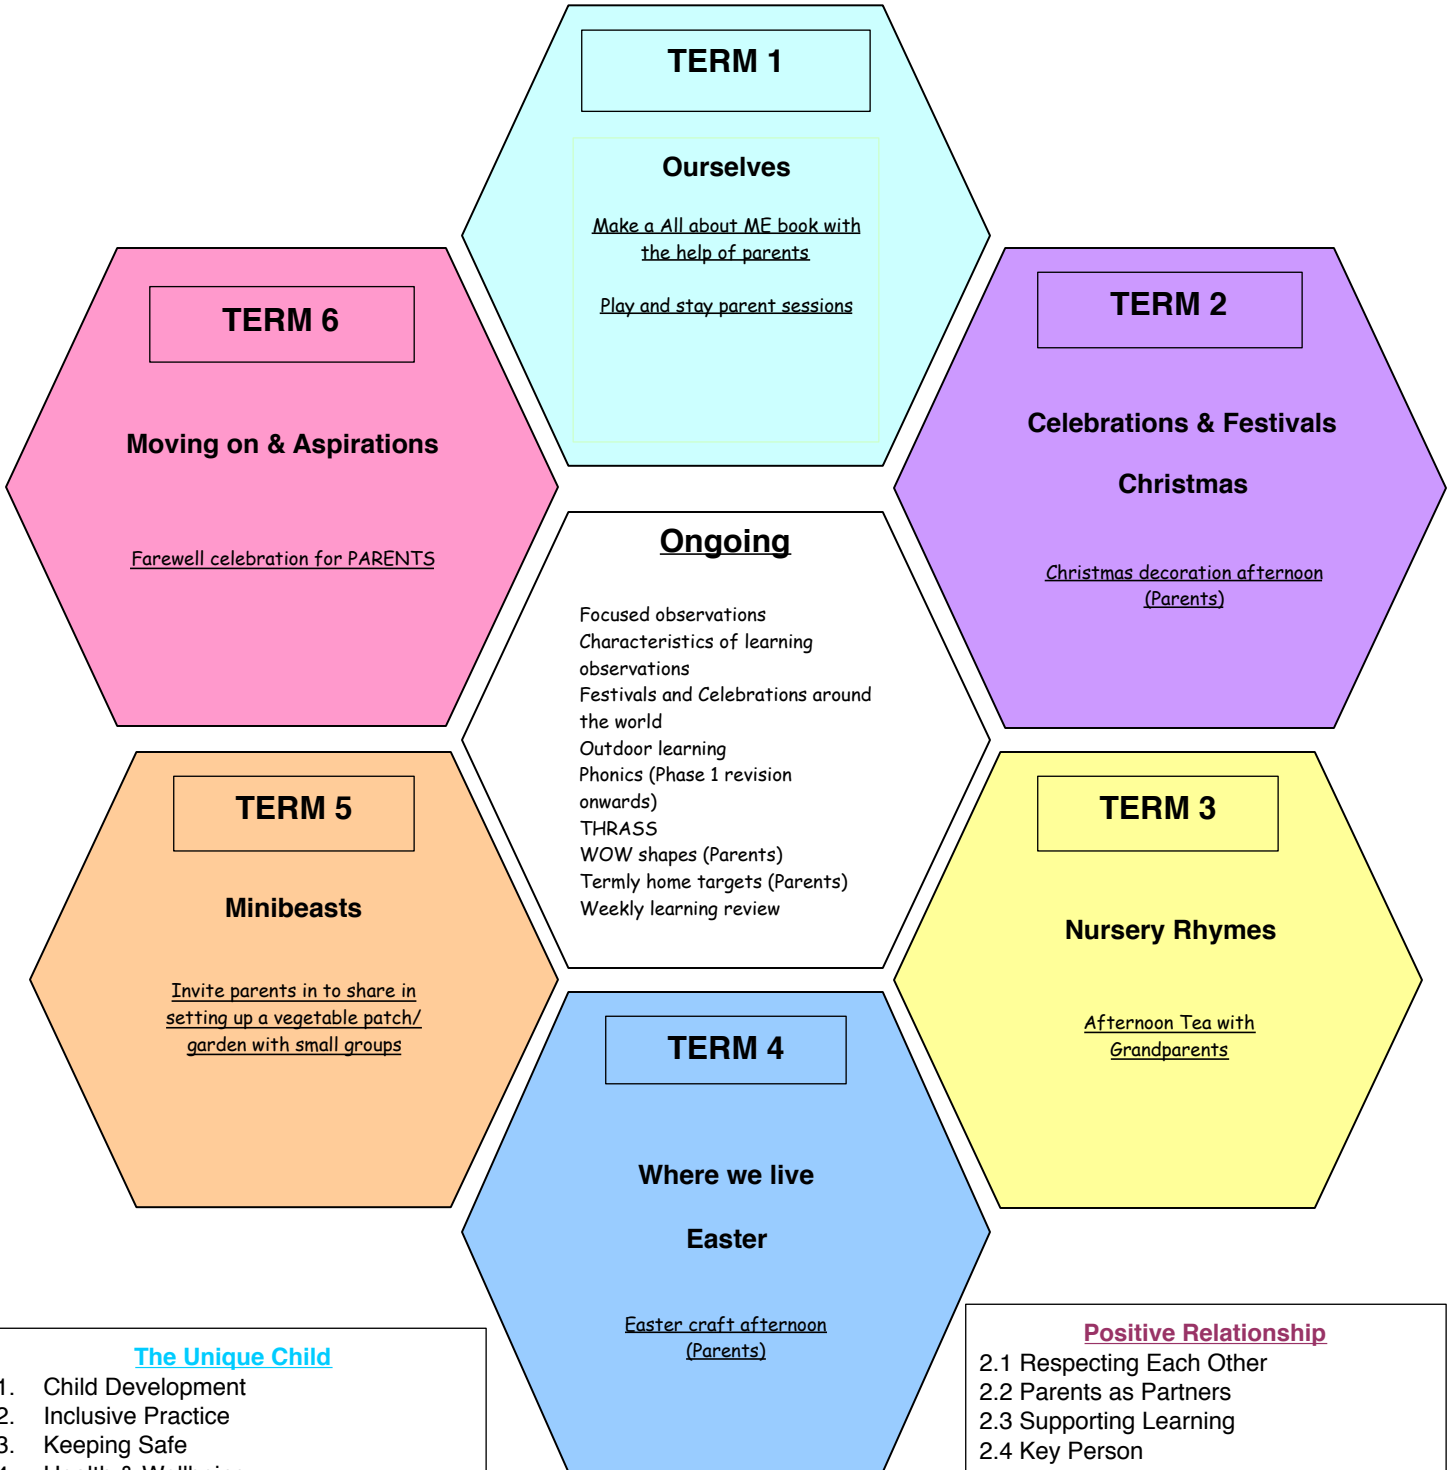 TERM 1
Ourselves
Make a All about ME book with
the help of parents
Play and stay parent sessions
TERM 6
Moving on & Aspirations
Farewell celebration for PARENTS
TERM 2
Celebrations & Festivals
Christmas
Christmas decoration afternoon
(Parents)
Ongoing
Focused observations
Characteristics of learning
observations
Festivals and Celebrations around
the world
Outdoor learning
Phonics (Phase 1 revision
onwards)
THRASS
WOW shapes (Parents)
Termly home targets (Parents)
Weekly learning review
TERM 5
Minibeasts
Invite parents in to share in
setting up a vegetable patch/
garden with small groups
TERM 3
Nursery Rhymes
Afternoon Tea with
Grandparents
TERM 4
Where we live
Easter
Easter craft afternoon
(Parents)
The Unique Child
1. Child Development
2. Inclusive Practice
3. Keeping Safe
Positive Relationship
2.1 Respecting Each Other
2.2 Parents as Partners
2.3 Supporting Learning
2.4 Key Person